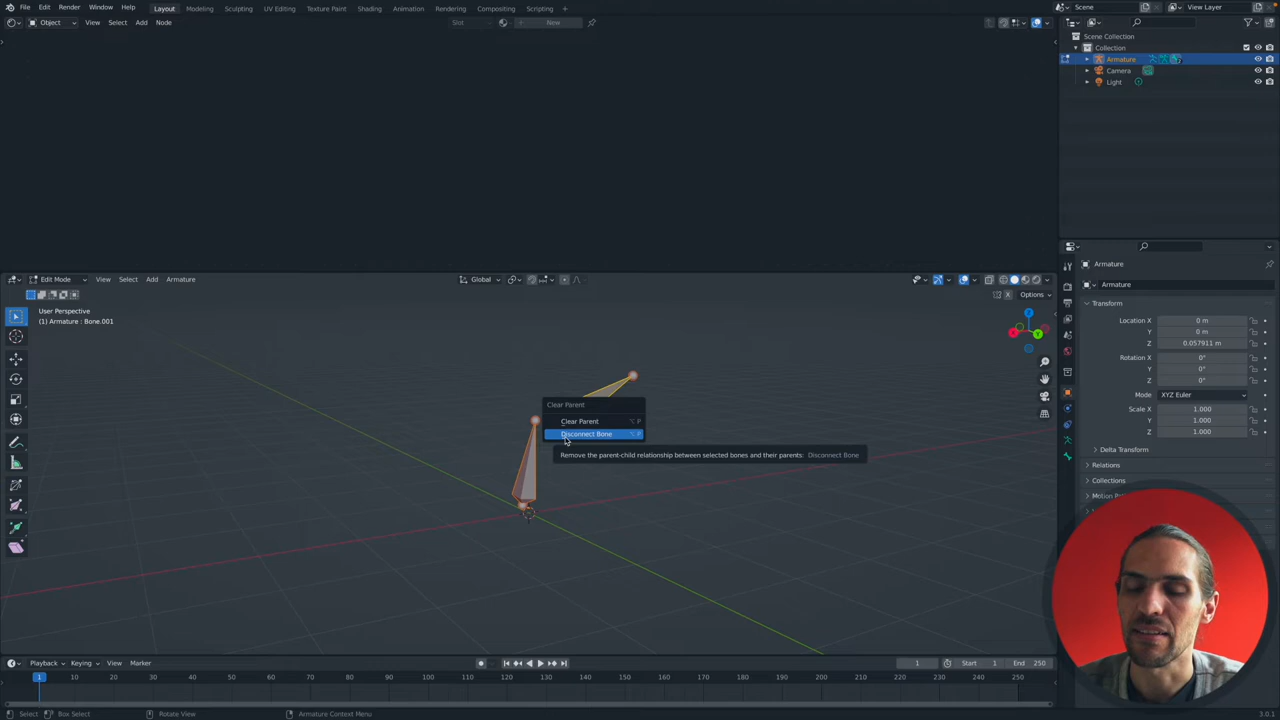 File Edit Render Window Help
Layout Modeling Sculpting UV Editing Texture Paint Shading Animation Rendering Compositing Scripting +
Scene
View Layer
Object View Select Add Node
Slot
New
Scene Collection
Collection
Armature
Camera
Light
Edit Mode View Select Add Armature
Global
Options
User Perspective
(1) Armature : Bone.001
X
Y
Z
Clear Parent
Clear Parent ⌥ P
Disconnect Bone ⌥ P
Remove the parent-child relationship between selected bones and their parents: Disconnect Bone
Armature
Armature
Transform
Location X 0 m
Y 0 m
Z 0.057911 m
Rotation X 0°
Y 0°
Z 0°
Mode XYZ Euler
Scale X 1.000
Y 1.000
Z 1.000
Delta Transform
Relations
Collections
Playback Keying View Marker
1
Start 1
End 250
1 10 20 30 40 50 60 70 80 90 100 110 120 130 140 150 160 170 180 190 200 210 220 230 240 250
Select Box Select Rotate View Armature Context Menu
3.0.1